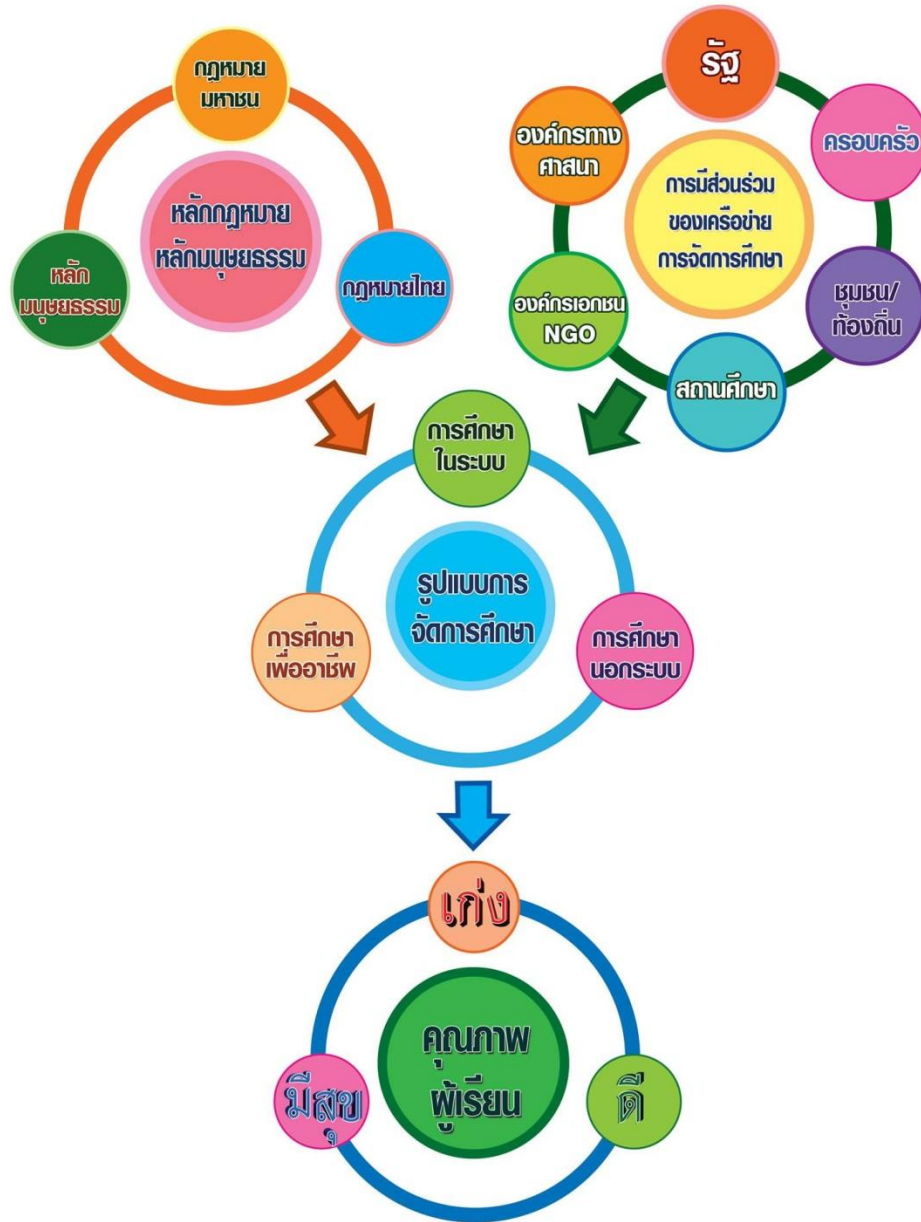 กฎหมาย
มหาชน
หลักกฎหมาย
หลักมนุษยธรรม
หลัก
มนุษยธรรม
กฎหมายไทย
รัฐ
องค์กรทาง
ศาสนา
ครอบครัว
การมีส่วนร่วม
ของเครือข่าย
การจัดการศึกษา
องค์กรเอกชน
NGO
ชุมชน/
ท้องถิ่น
สถานศึกษา
การศึกษา
ในระบบ
รูปแบบการ
จัดการศึกษา
การศึกษา
เพื่ออาชีพ
การศึกษา
นอกระบบ
เก่ง
คุณภาพ
ผู้เรียน
มีสุข
ดี